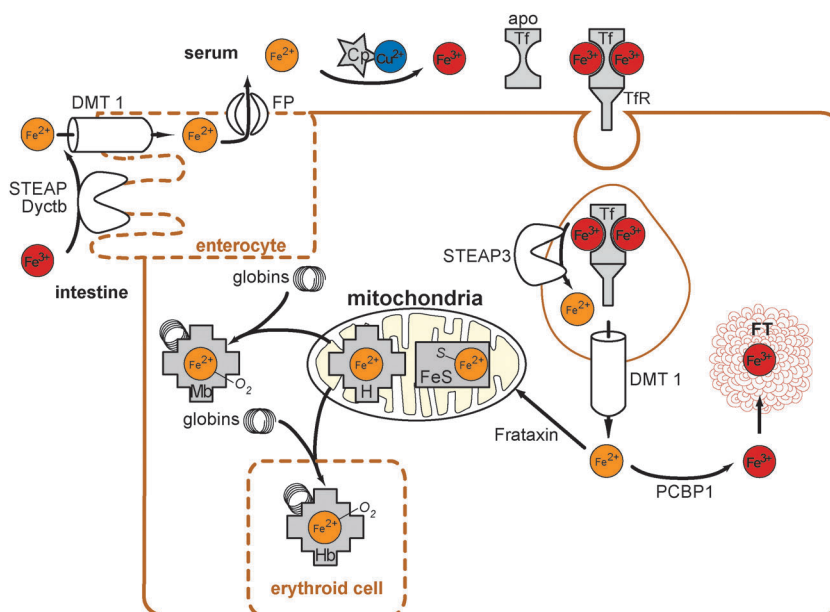 apo
serum
Fe2+
Cp
Cu2+
Fe3+
Tf
Tf
Fe3+
Fe3+
DMT 1
FP
TfR
Fe2+
Fe2+
STEAP
Dyctb
Tf
Fe3+
Fe3+
enterocyte
STEAP3
Fe3+
globins
intestine
mitochondria
Fe2+
FT
S
Fe2+
Fe2+
Fe2+
Fe3+
O2
H
FeS
DMT 1
Mb
globins
Frataxin
Fe2+
Fe3+
PCBP1
O2
Fe2+
Hb
erythroid cell